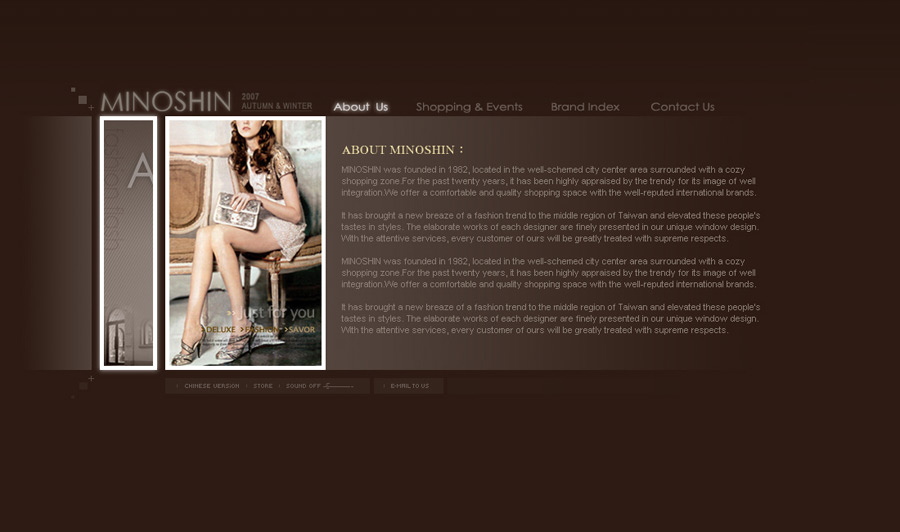 MINOSHIN
2007
AUTUMN & WINTER
About Us
Shopping & Events
Brand Index
Contact Us
A
ABOUT MINOSHIN :
MINOSHIN was founded in 1982, located in the well-schemed city center area surrounded with a cozy
shopping zone.For the past twenty years, it has been highly appraised by the trendy for its image of well
integration.We offer a comfortable and quality shopping space with the well-reputed international brands.
It has brought a new breaze of a fashion trend to the middle region of Taiwan and elevated these people's
tastes in styles. The elaborate works of each designer are finely presented in our unique window design.
With the attentive services, every customer of ours will be greatly treated with supreme respects.
MINOSHIN was founded in 1982, located in the well-schemed city center area surrounded with a cozy
shopping zone.For the past twenty years, it has been highly appraised by the trendy for its image of well
integration.We offer a comfortable and quality shopping space with the well-reputed international brands.
It has brought a new breaze of a fashion trend to the middle region of Taiwan and elevated these people's
tastes in styles. The elaborate works of each designer are finely presented in our unique window design.
With the attentive services, every customer of ours will be greatly treated with supreme respects.
>> just for you
>DELUXE >FASHION >SAVOR
CHINESE VERSION
STORE
SOUND OFF
E-MAIL TO US